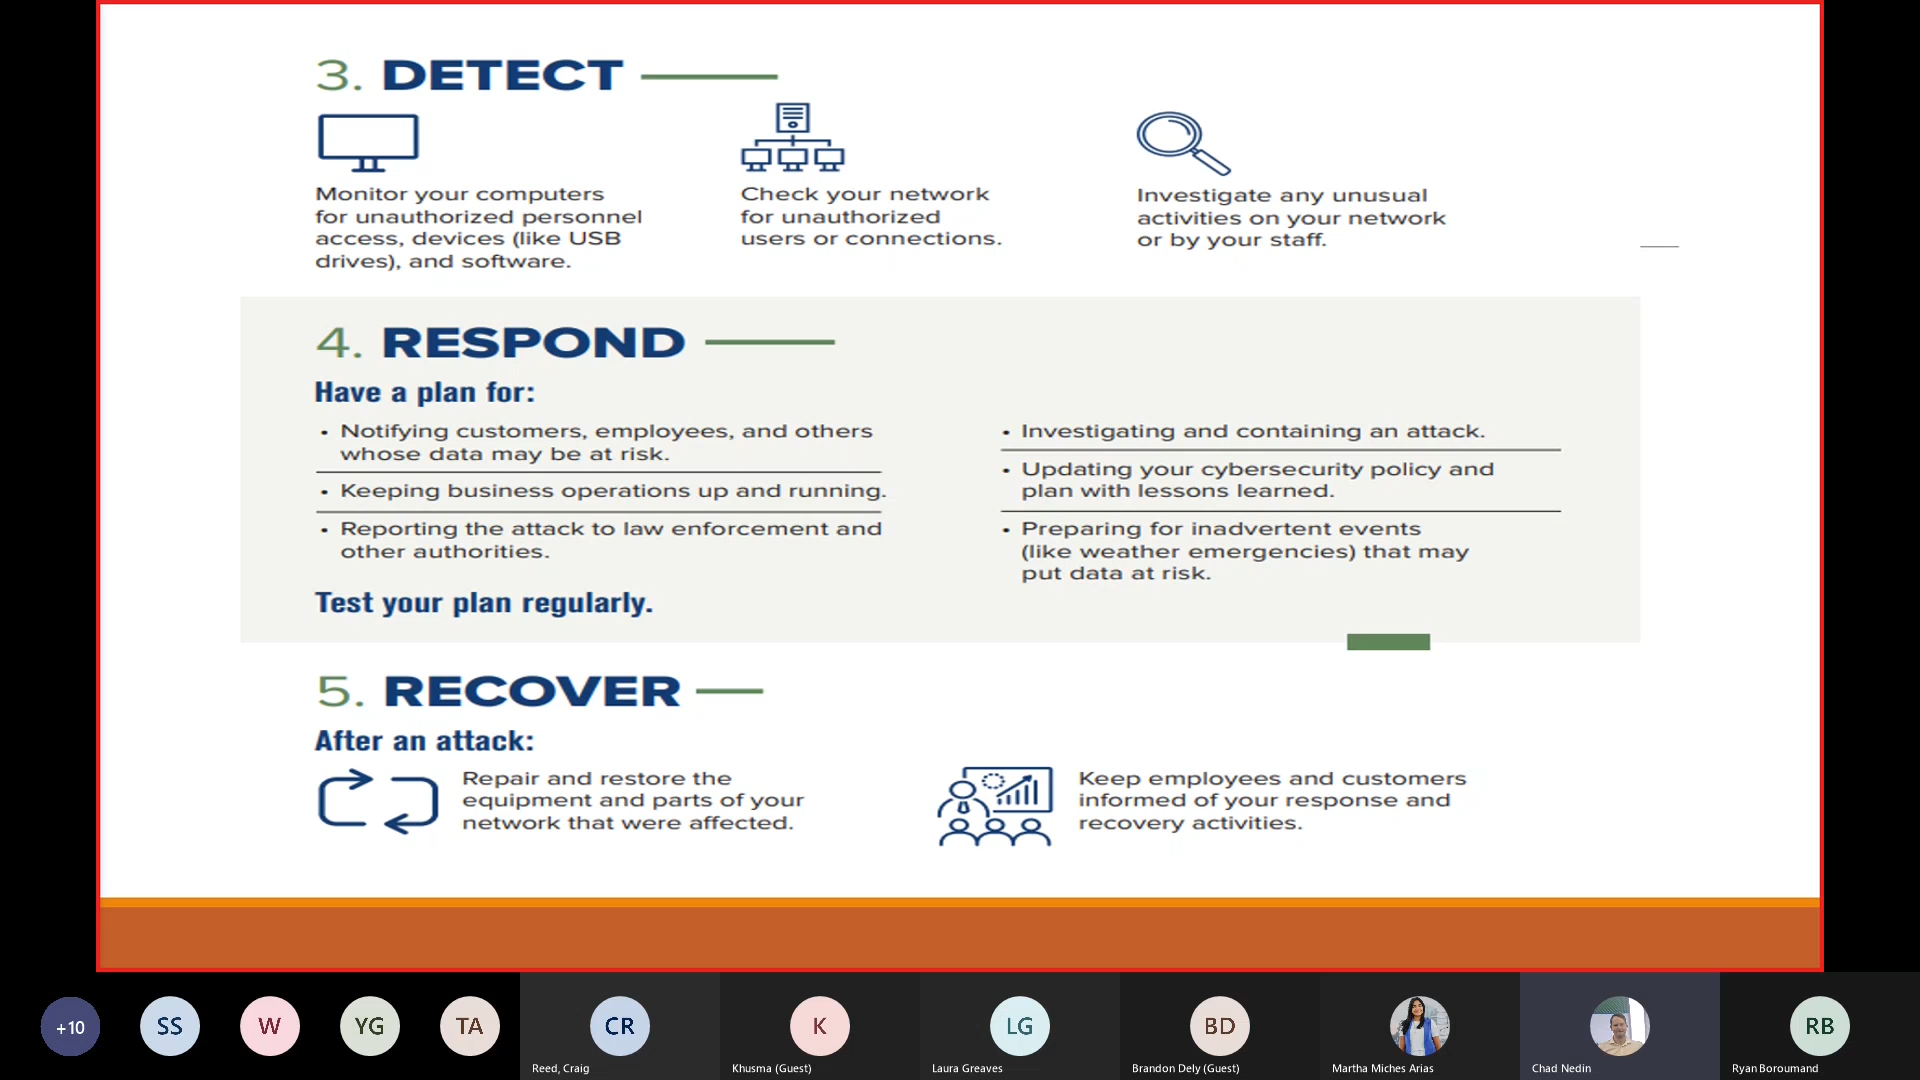 3. DETECT
Monitor your computers
for unauthorized personnel
access, devices (like USB
drives), and software.
Check your network
for unauthorized
users or connections.
Investigate any unusual
activities on your network
or by your staff.
4. RESPOND
Have a plan for:
• Notifying customers, employees, and others
whose data may be at risk.
• Keeping business operations up and running.
• Reporting the attack to law enforcement and
other authorities.
• Investigating and containing an attack.
• Updating your cybersecurity policy and
plan with lessons learned.
• Preparing for inadvertent events
(like weather emergencies) that may
put data at risk.
Test your plan regularly.
5. RECOVER
After an attack:
Repair and restore the
equipment and parts of your
network that were affected.
Keep employees and customers
informed of your response and
recovery activities.
+10
SS
W
YG
TA
CR
K
LG
BD
RB
Reed, Craig
Khusma (Guest)
Laura Greaves
Brandon Dely (Guest)
Martha Miches Arias
Chad Nedin
Ryan Boroumand